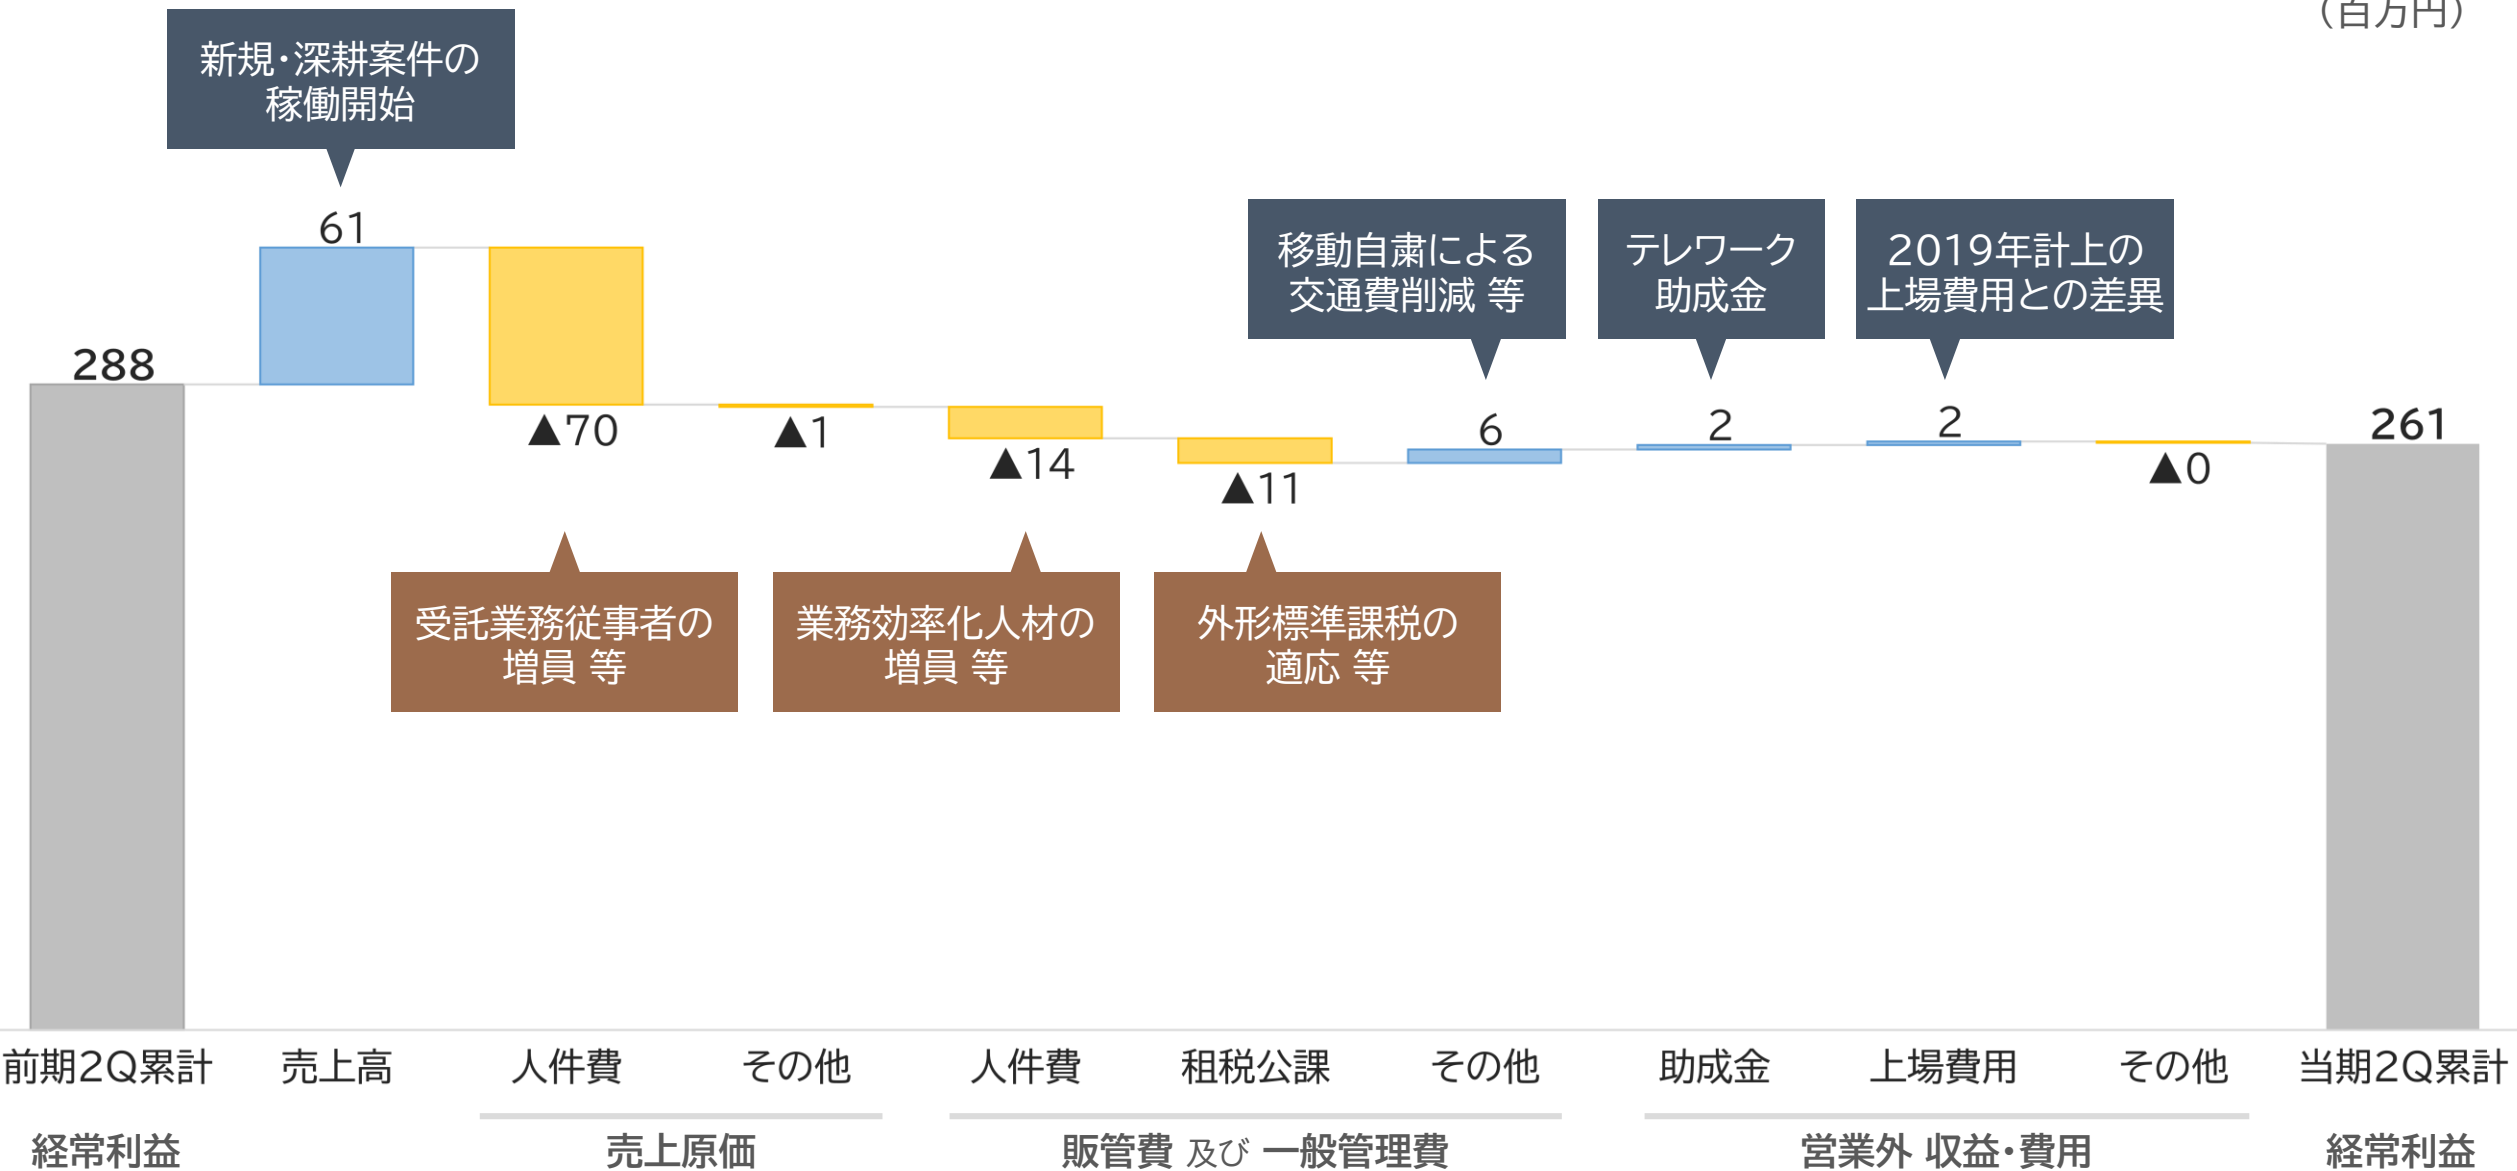 （百万円）
新規・深耕案件の
稼働開始
61
移動自粛による
交通費削減 等
テレワーク
助成金
2019年計上の
上場費用との差異
288
▲70
▲1
▲14
▲11
6
2
2
▲0
261
受託業務従事者の
増員 等
業務効率化人材の
増員 等
外形標準課税の
適応 等
前期2Q累計
売上高
人件費
その他
人件費
租税公課
その他
助成金
上場費用
その他
当期2Q累計
経常利益
売上原価
販管費 及び 一般管理費
営業外 収益・費用
経常利益